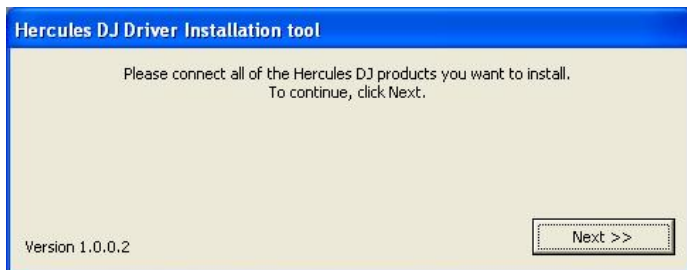 Hercules DJ Driver Installation tool
Please connect all of the Hercules DJ products you want to install.
To continue, click Next.
Next >>
Version 1.0.0.2